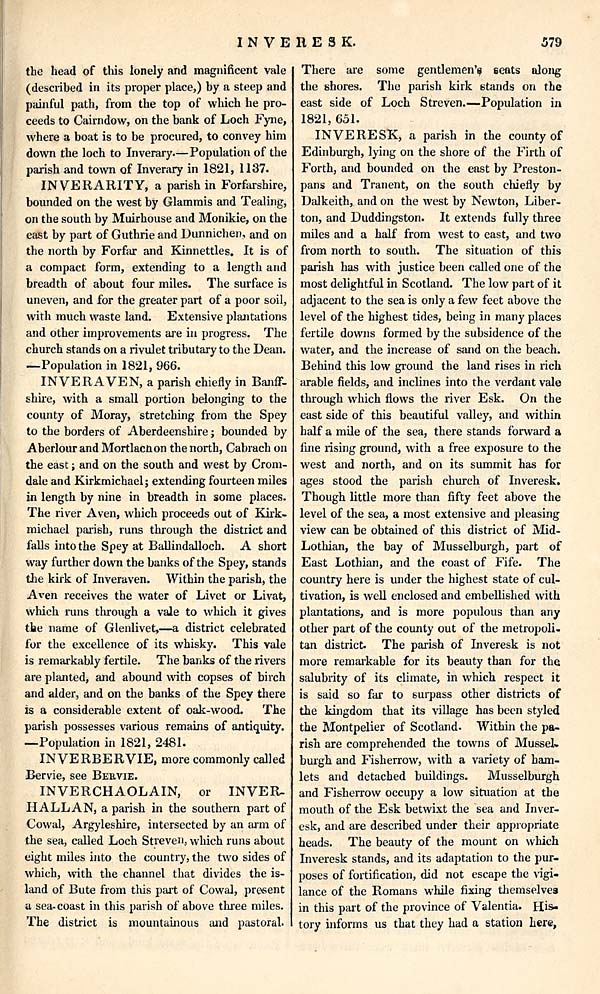 INVERESK.
579
the head of this lonely and magnificent vale
(described in its proper place,) by a steep and
painful path, from the top of which he pro-
ceeds to Cairndow, on the bank of Loch Fyne,
where a boat is to be procured, to convey him
down the loch to Inverary.—Population of the
parish and town of Inverary in 1821, 1137.
INVERARITY, a parish in Forfarshire,
bounded on the west by Glammis and Tealing,
on the south by Muirhouse and Monikie, on the
east by part of Guthrie and Dunnichen, and on
the north by Forfar and Kinnettles. It is of
a compact form, extending to a length and
breadth of about four miles. The surface is
uneven, and for the greater part of a poor soil,
with much waste land. Extensive plantations
and other improvements are in progress. The
church stands on a rivulet tributary to the Dean.
—Population in 1821, 966.
INVERAVEN, a parish chiefly in Banff-
shire, with a small portion belonging to the
county of Moray, stretching from the Spey
to the borders of Aberdeenshire; bounded by
Aberlour and Mortlach on the north, Cabrach on
the east; and on the south and west by Crom-
dale and Kirkmichael; extending fourteen miles
in length by nine in breadth in some places.
The river Aven, which proceeds out of Kirk-
michael parish, runs through the district and
falls into the Spey at Ballindalloch. A short
way further down the banks of the Spey, stands
the kirk of Inveraven. Within the parish, the
Aven receives the water of Livet or Livat,
which runs through a vale to which it gives
the name of Glenlivet,—a district celebrated
for the excellence of its whisky. This vale
is remarkably fertile. The banks of the rivers
are planted, and abound with copses of birch
and alder, and on the banks of the Spey there
is a considerable extent of oak-wood. The
parish possesses various remains of antiquity.
—Population in 1821, 2481.
INVERBERVIE, more commonly called
Bervie, see BERVIE.
INVERCHAOLAIN, or INVER-
HALLAN, a parish in the southern part of
Cowal, Argyleshire, intersected by an arm of
the sea, called Loch Streven, which runs about
eight miles into the country, the two sides of
which, with the channel that divides the is-
land of Bute from this part of Cowal, present
a sea-coast in this parish of above three miles.
The district is mountainous and pastoral.
There are some gentlemen's seats along
the shores. The parish kirk stands on the
east side of Loch Streven.—Population in
1821, 651.
INVERESK, a parish in the county of
Edinburgh, lying on the shore of the Firth of
Forth, and bounded on the east by Preston-
pans and Tranent, on the south chiefly by
Dalkeith, and on the west by Newton, Liber-
ton, and Duddingston. It extends fully three
miles and a half from west to east, and two
from north to south. The situation of this
parish has with justice been called one of the
most delightful in Scotland. The low part of it
adjacent to the sea is only a few feet above the
level of the highest tides, being in many places
fertile downs formed by the subsidence of the
water, and the increase of sand on the beach.
Behind this low ground the land rises in rich
arable fields, and inclines into the verdant vale
through which flows the river Esk. On the
east side of this beautiful valley, and within
half a mile of the sea, there stands forward a
fine rising ground, with a free exposure to the
west and north, and on its summit has for
ages stood the parish church of Inveresk.
Though little more than fifty feet above the
level of the sea, a most extensive and pleasing
view can be obtained of this district of Mid-
Lothian, the bay of Musselburgh, part of
East Lothian, and the coast of Fife. The
country here is under the highest state of cul-
tivation, is well enclosed and embellished with
plantations, and is more populous than any
other part of the county out of the metropoli-
tan district. The parish of Inveresk is not
more remarkable for its beauty than for the
salubrity of its climate, in which respect it
is said so far to surpass other districts of
the kingdom that its village has been styled
the Montpelier of Scotland. Within the pa-
rish are comprehended the towns of Mussel-
burgh and Fisherrow, with a variety of ham-
lets and detached buildings. Musselburgh
and Fisherrow occupy a low situation at the
mouth of the Esk betwixt the sea and Inver-
esk, and are described under their appropriate
heads. The beauty of the mount on which
Inveresk stands, and its adaptation to the pur-
poses of fortification, did not escape the vigi-
lance of the Romans while fixing themselves
in this part of the province of Valentia. His-
tory informs us that they had a station here,